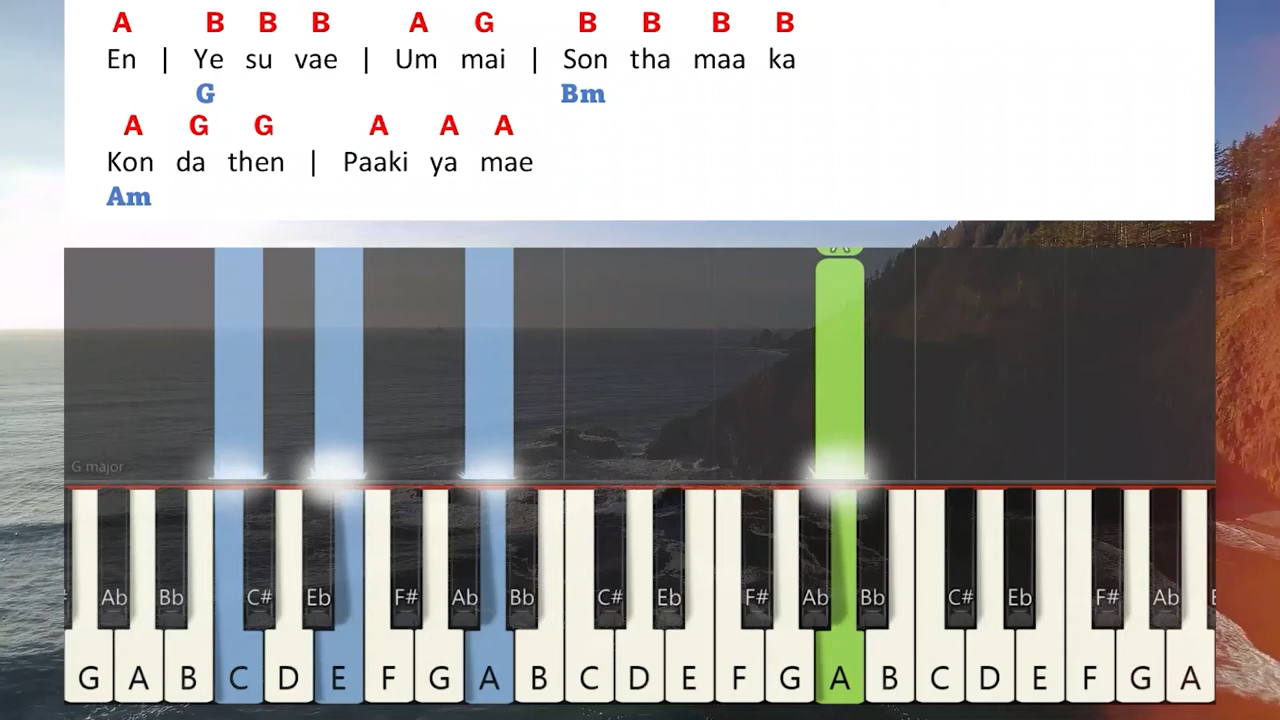 A B B B A G B B B B
En | Ye su vae | Um mai | Son tha maa ka
G Bm
A G G A A A
Kon da then | Paaki ya mae
Am
A
G major
Ab Bb C# Eb F# Ab Bb C# Eb F# Ab Bb C# Eb F# Ab
G A B C D E F G A B C D E F G A B C D E F G A